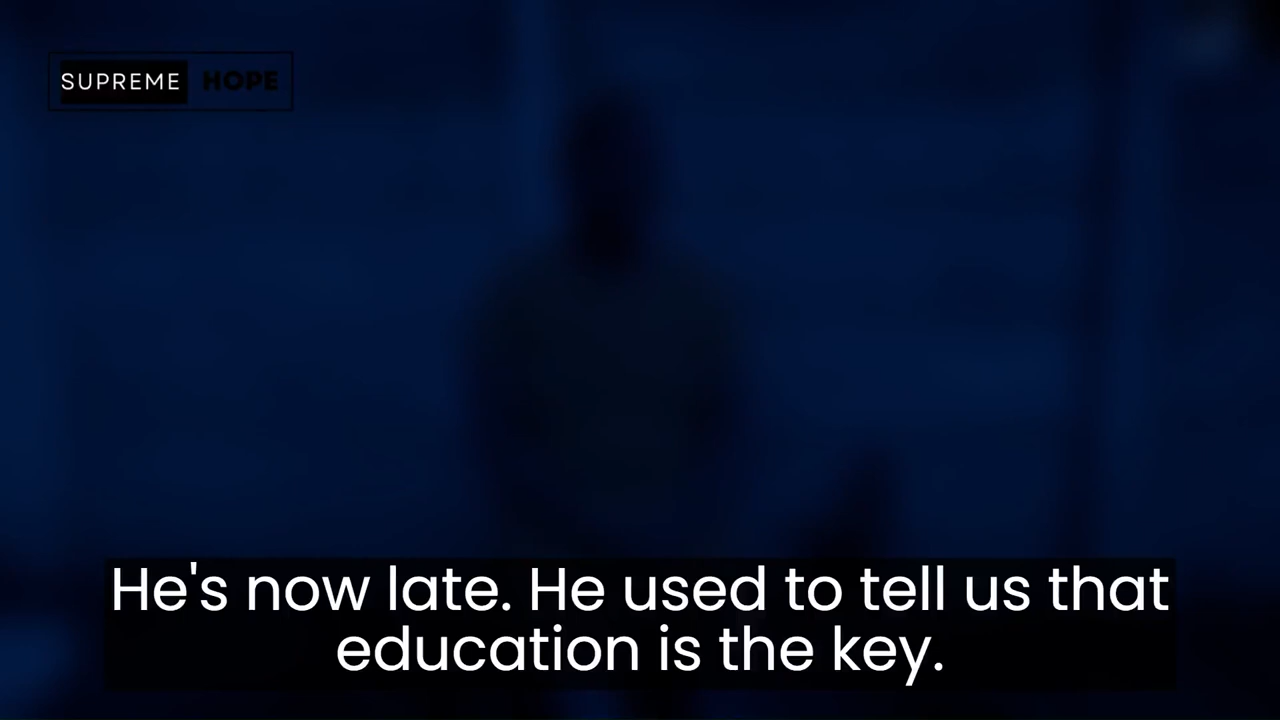 SUPREME HOPE
He's now late. He used to tell us that
education is the key.